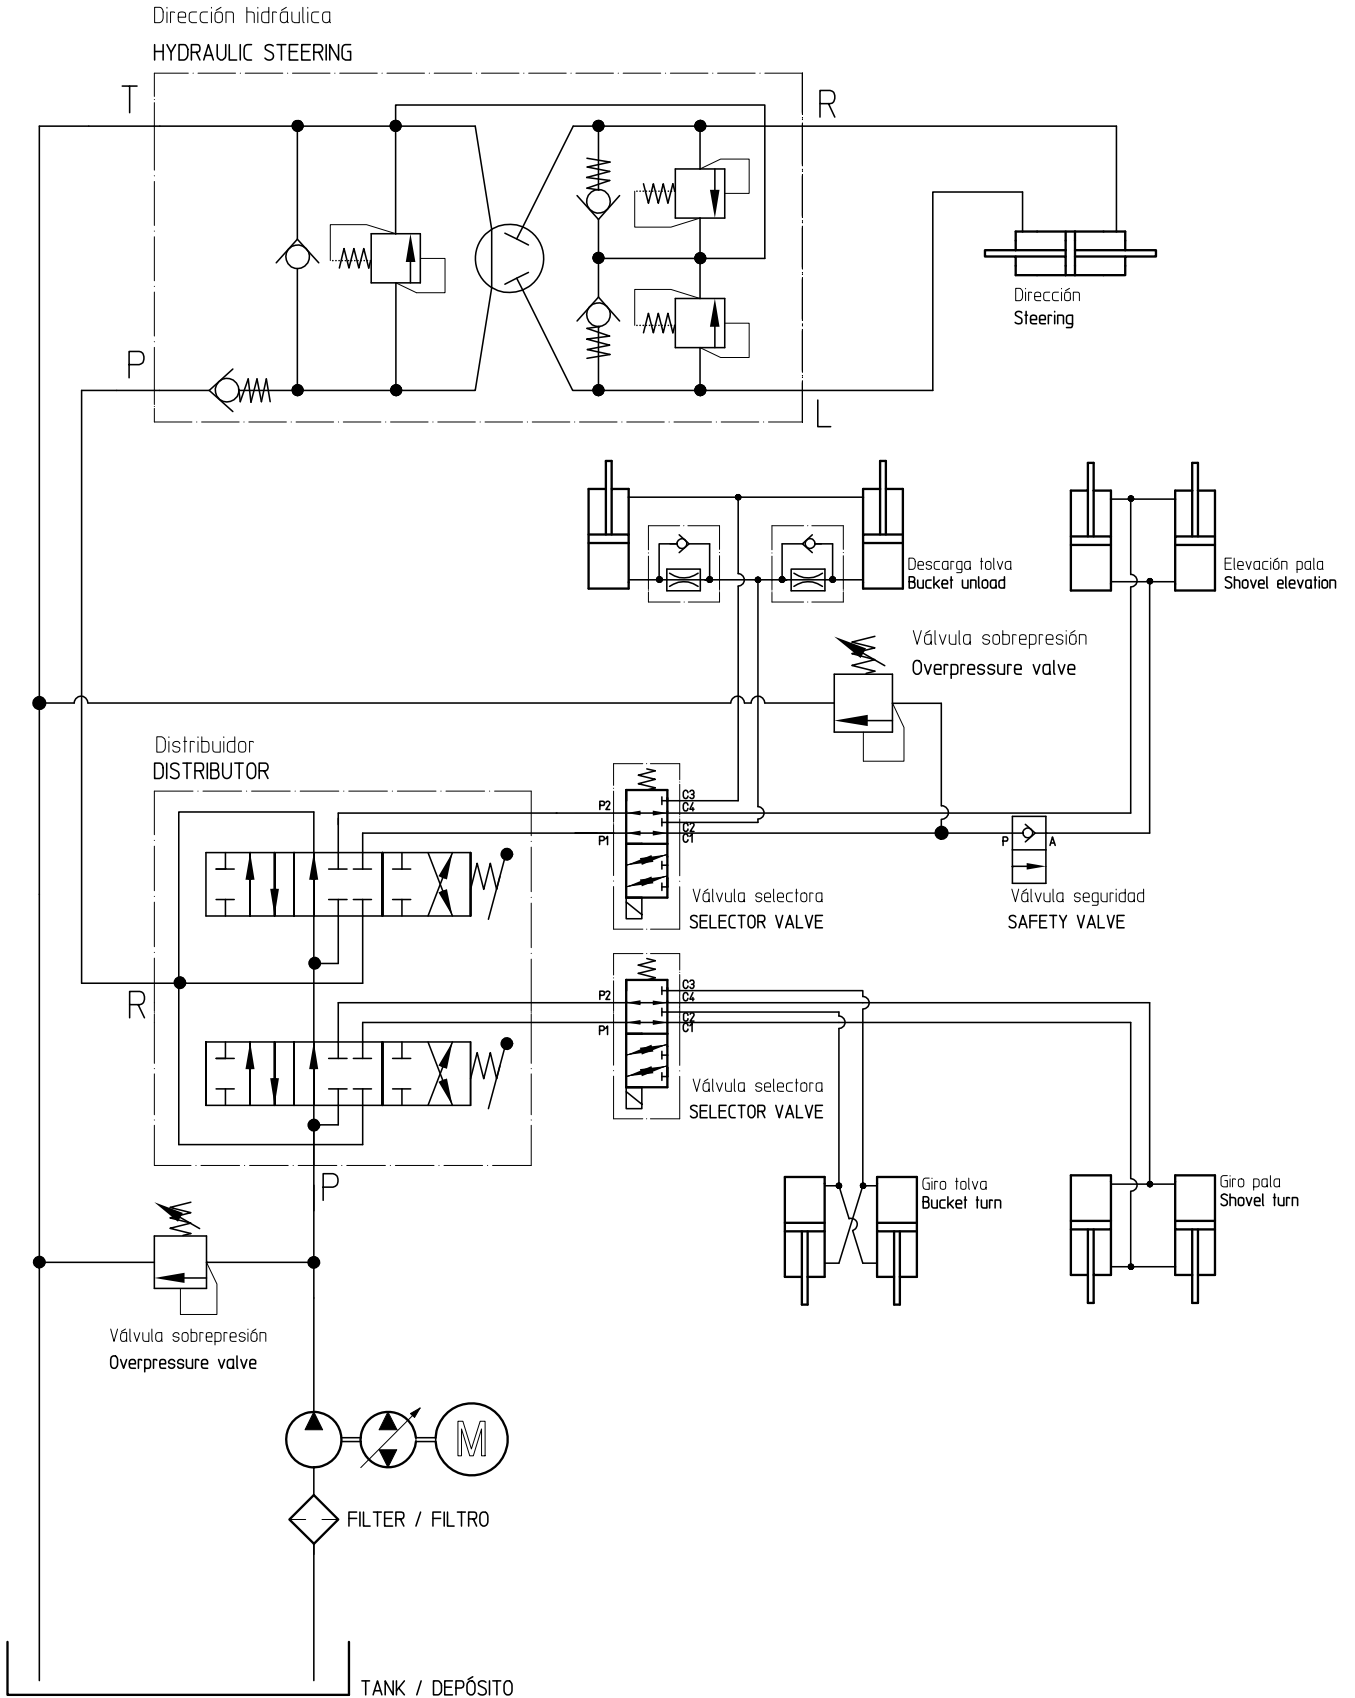 Dirección hidráulica
HYDRAULIC STEERING
T
R
P
L
Dirección
Steering
Descarga tolva
Bucket unload
Elevación pala
Shovel elevation
Válvula sobrepresión
Overpressure valve
Distribuidor
DISTRIBUTOR
P2
P1
C3
C4
C2
C1
P
A
Válvula selectora
SELECTOR VALVE
Válvula seguridad
SAFETY VALVE
R
P2
P1
C3
C4
C2
C1
Válvula selectora
SELECTOR VALVE
P
Giro tolva
Bucket turn
Giro pala
Shovel turn
Válvula sobrepresión
Overpressure valve
M
FILTER / FILTRO
TANK / DEPÓSITO